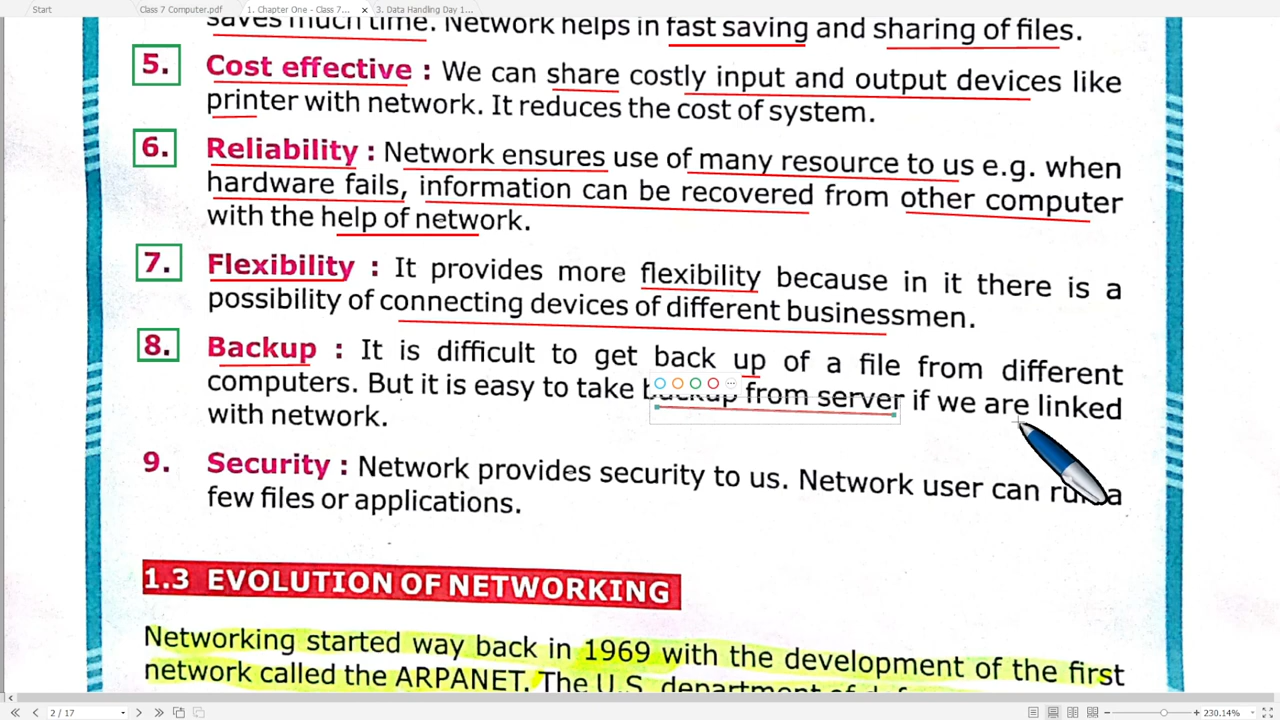 Start Class 7 Computer.pdf 1. Chapter One - Class 7... × 3. Data Handling Day 1...
saves much time. Network helps in fast saving and sharing of files.
5. Cost effective : We can share costly input and output devices like
printer with network. It reduces the cost of system.
6. Reliability : Network ensures use of many resource to us e.g. when
hardware fails, information can be recovered from other computer
with the help of network.
7. Flexibility : It provides more flexibility because in it there is a
possibility of connecting devices of different businessmen.
8. Backup : It is difficult to get back up of a file from different
computers. But it is easy to take backup from server if we are linked
with network.
9. Security : Network provides security to us. Network user can run a
few files or applications.
1.3 EVOLUTION OF NETWORKING
Networking started way back in 1969 with the development of the first
network called the ARPANET. The U.S. department of
2 / 17 230.14%